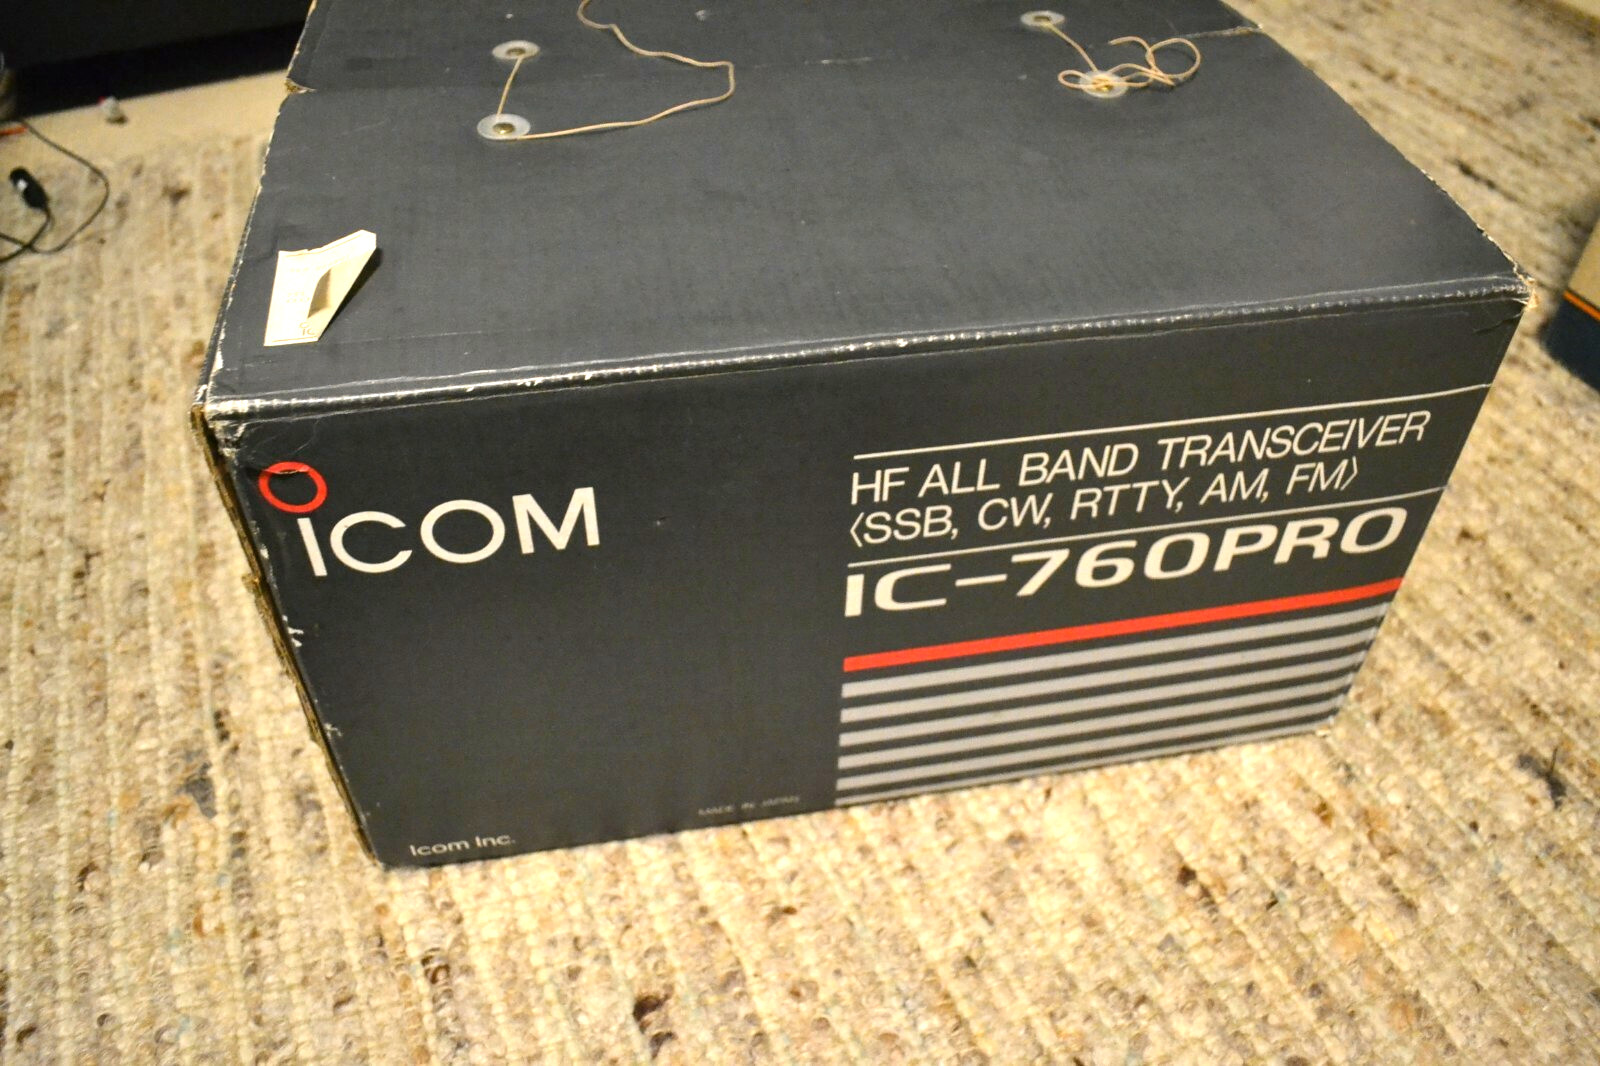 ICOM
HF ALL BAND TRANSCEIVER
〈SSB, CW, RTTY, AM, FM〉
IC-760PRO
MADE IN JAPAN
Icom Inc.